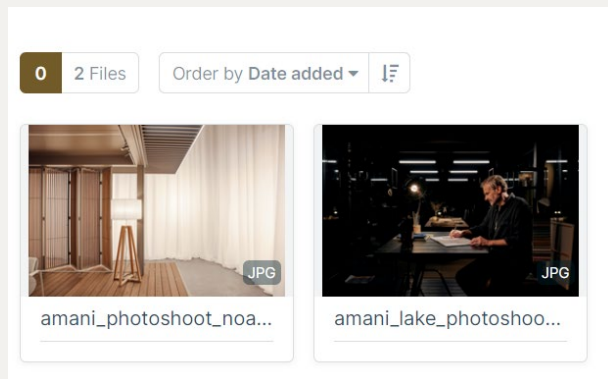 0 2 Files Order by Date added
JPG
JPG
amani_photoshoot_noa...
amani_lake_photoshoo...